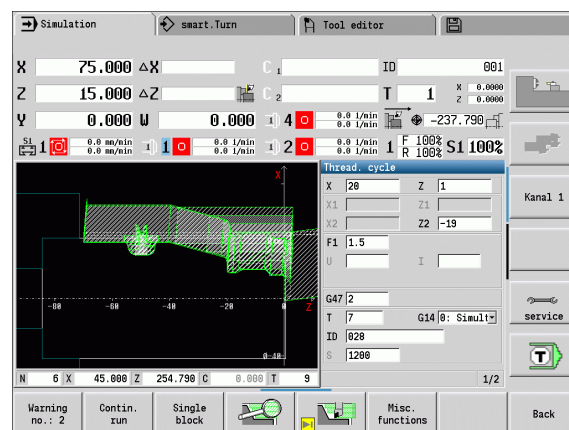 Simulation smart.Turn Tool editor
X 75.000 ΔX C 1 ID 001
Z 15.000 ΔZ C 2 T 1 X 0.0000 Z 0.0000
Y 0.000 U 0.000 4 0.0 1/min 0.0 1/min -237.790
S1 1 0.0 mm/min 0.0 mm/min 1 0.0 1/min 0.0 1/min 2 0.0 1/min 0.0 1/min 1 F 100% R 100% S1 100%
Thread. cycle
X 20 Z 1
X1 Z1
X2 Z2 -19
F1 1.5
U I
G47 2
T 7 G14 0: Simult
ID 028
S 1200
1/2
X
-80 -60 -40 -20 0 Z
N 6 X 45.000 Z 254.790 C 0.000 T 9
Kanal 1
service
T
Warning no.: 2
Contin. run
Single block
Misc. functions
Back